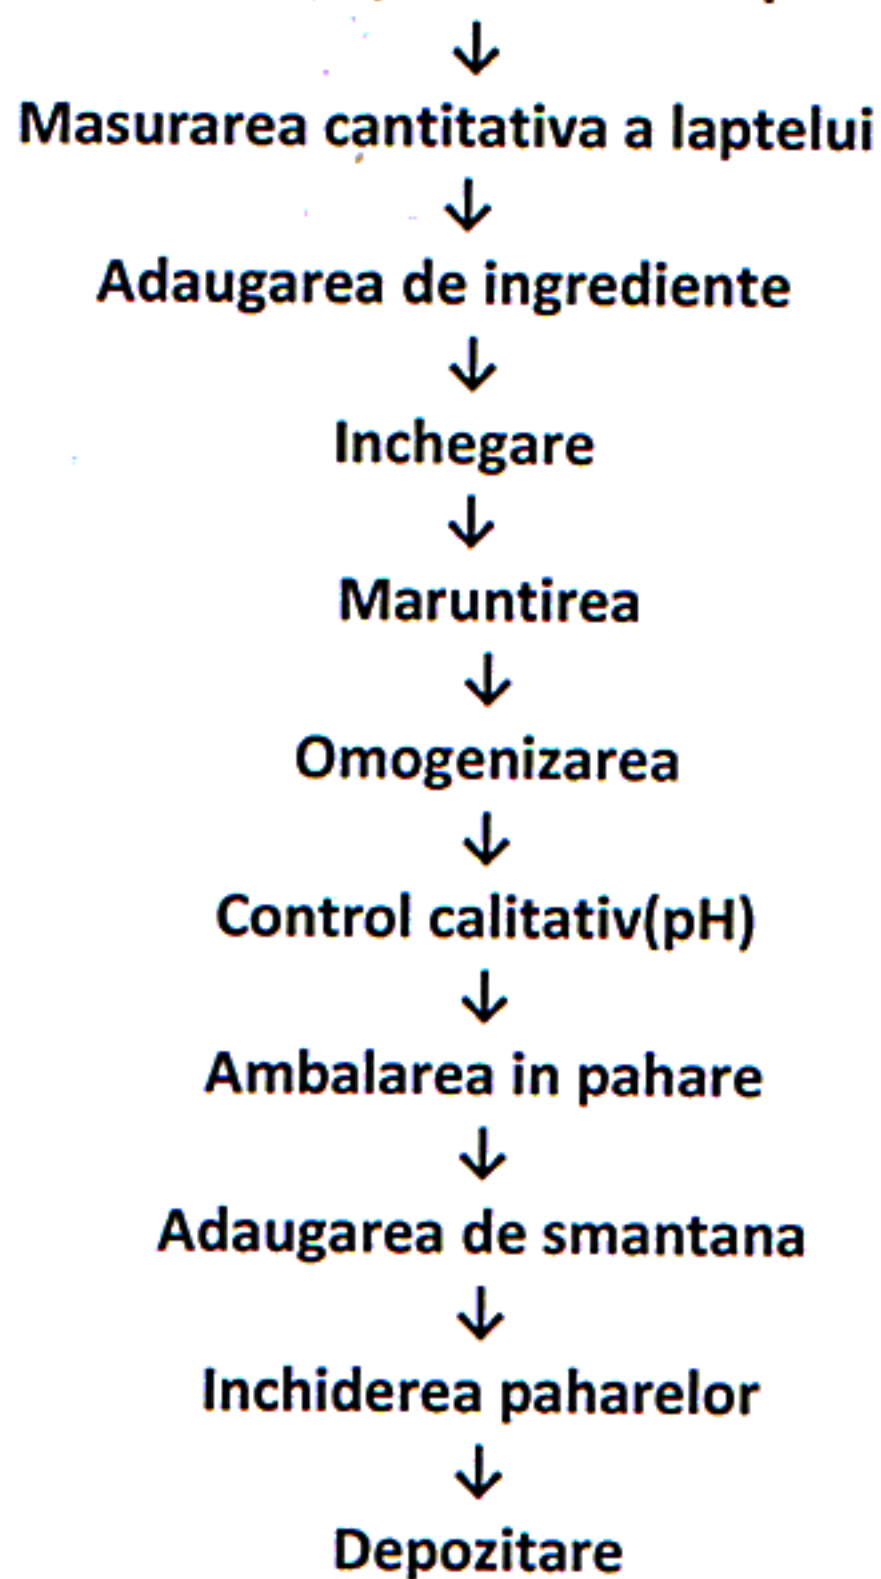 Masurarea cantitativa a laptelui
Adaugarea de ingrediente
Inchegare
Maruntirea
Omogenizarea
Control calitativ(pH)
Ambalarea in pahare
Adaugarea de smantana
Inchiderea paharelor
Depozitare